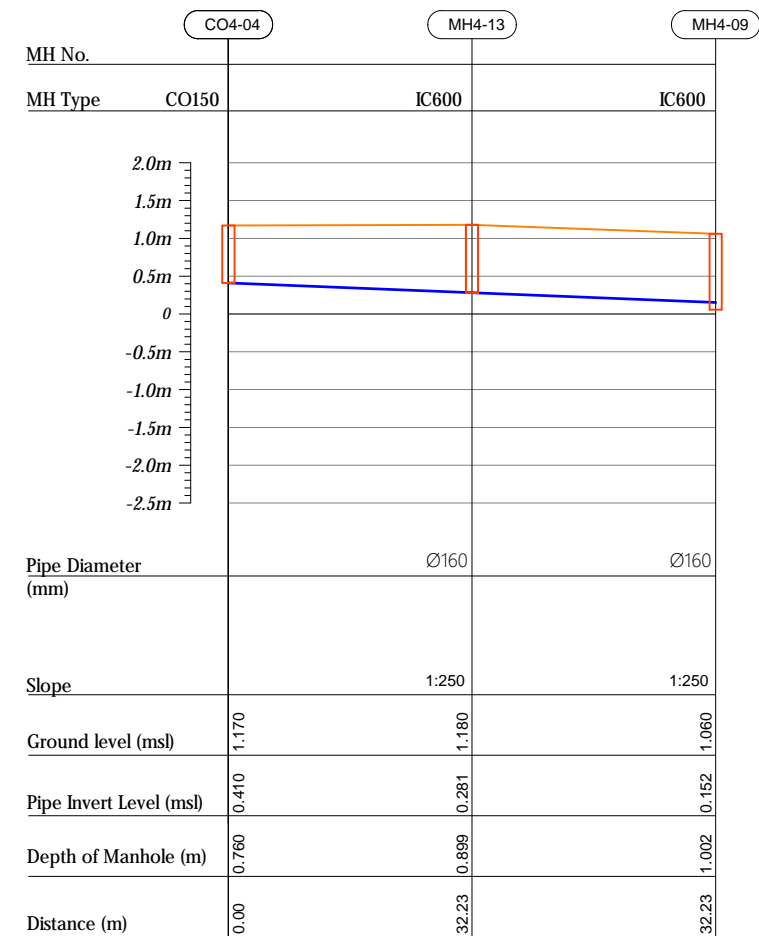 CO4-04 MH4-13 MH4-09
MH No.
MH Type CO150 IC600 IC600
2.0m
1.5m
1.0m
0.5m
0
-0.5m
-1.0m
-1.5m
-2.0m
-2.5m
Pipe Diameter Ø160 Ø160
(mm)
Slope 1:250 1:250
Ground level (msl) 1.170 1.180 1.060
Pipe Invert Level (msl) 0.410 0.281 0.152
Depth of Manhole (m) 0.760 0.899 1.002
Distance (m) 0.00 32.23 32.23